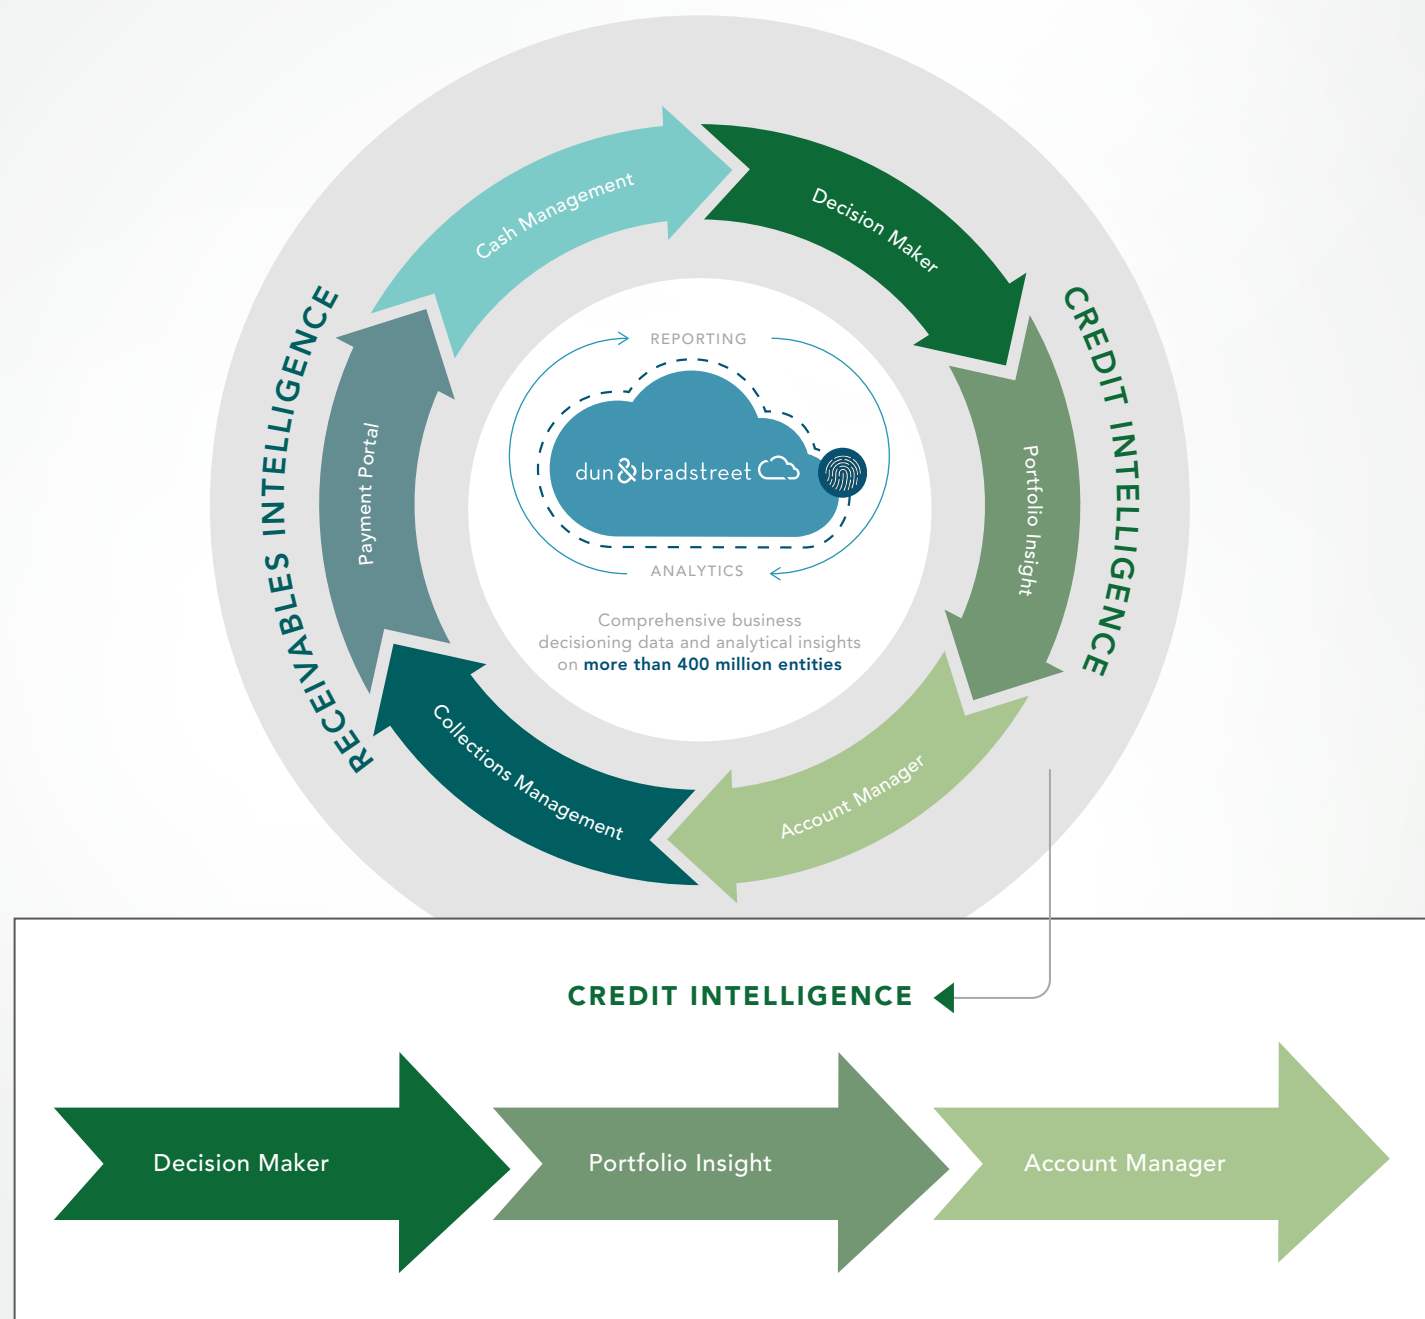 Cash Management
Decision Maker
RECEIVABLES INTELLIGENCE
CREDIT INTELLIGENCE
REPORTING
Payment Portal
dun&bradstreet
Portfolio Insight
ANALYTICS
Comprehensive business
decisioning data and analytical insights
on more than 400 million entities
Collections Management
Account Manager
CREDIT INTELLIGENCE
Decision Maker
Portfolio Insight
Account Manager